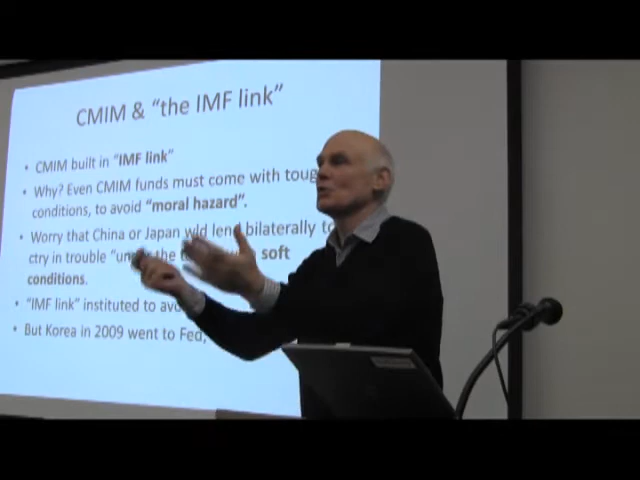 CMIM & “the IMF link”
• CMIM built in “IMF link”
• Why? Even CMIM funds must come with toug
conditions, to avoid “moral hazard”.
• Worry that China or Japan wld lend bilaterally to
ctry in trouble “un the soft
conditions.
• “IMF link” instituted to avo
• But Korea in 2009 went to Fed,